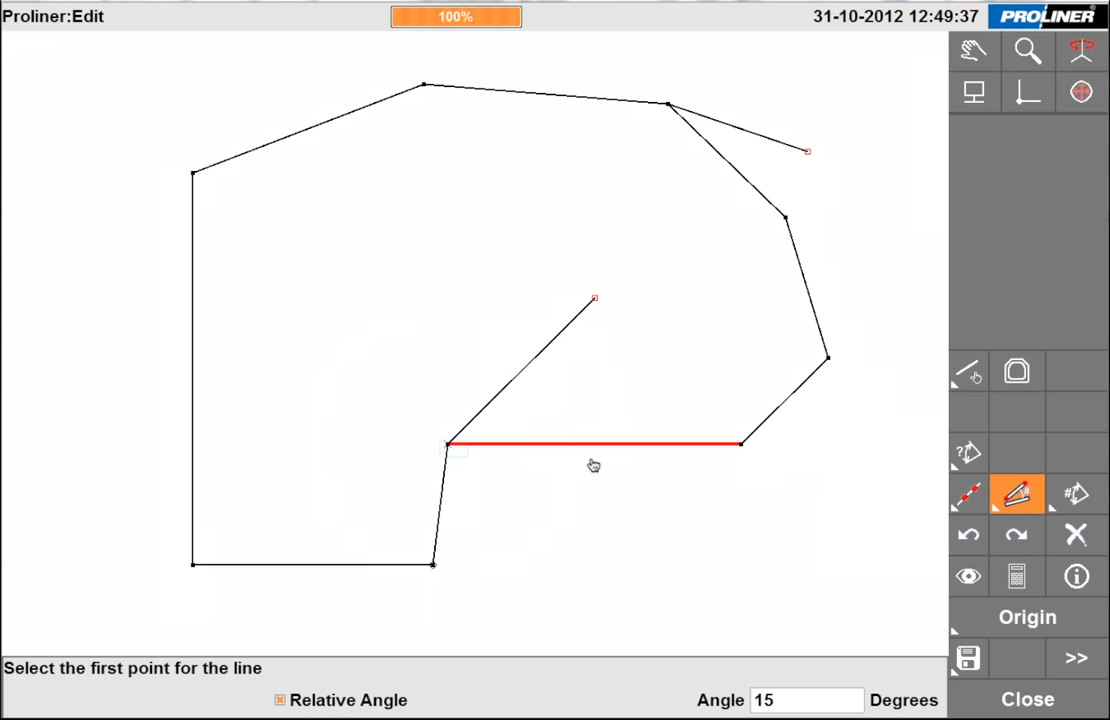 Proliner:Edit
100%
31-10-2012 12:49:37
PROLINER®
Origin
>>
Select the first point for the line
Relative Angle
Angle 15 Degrees
Close